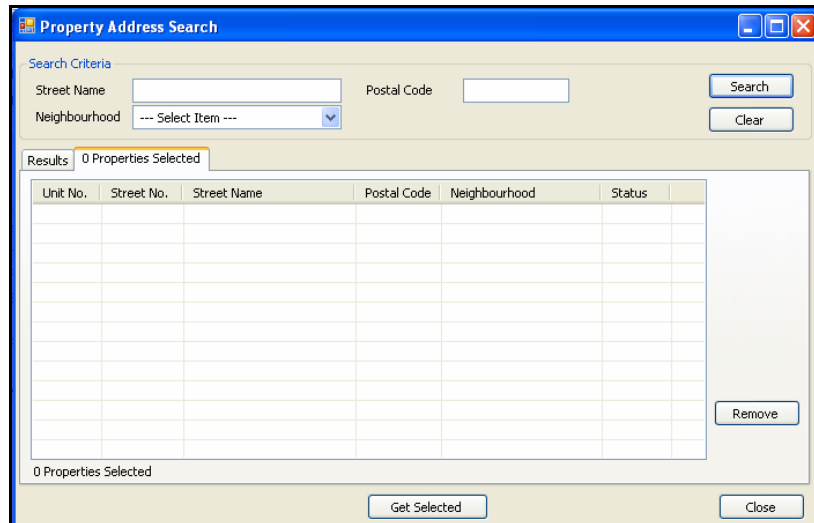 Property Address Search
Search Criteria
Street Name Postal Code Search
Neighbourhood --- Select Item --- Clear
Results 0 Properties Selected
Unit No. Street No. Street Name Postal Code Neighbourhood Status
Remove
0 Properties Selected
Get Selected Close